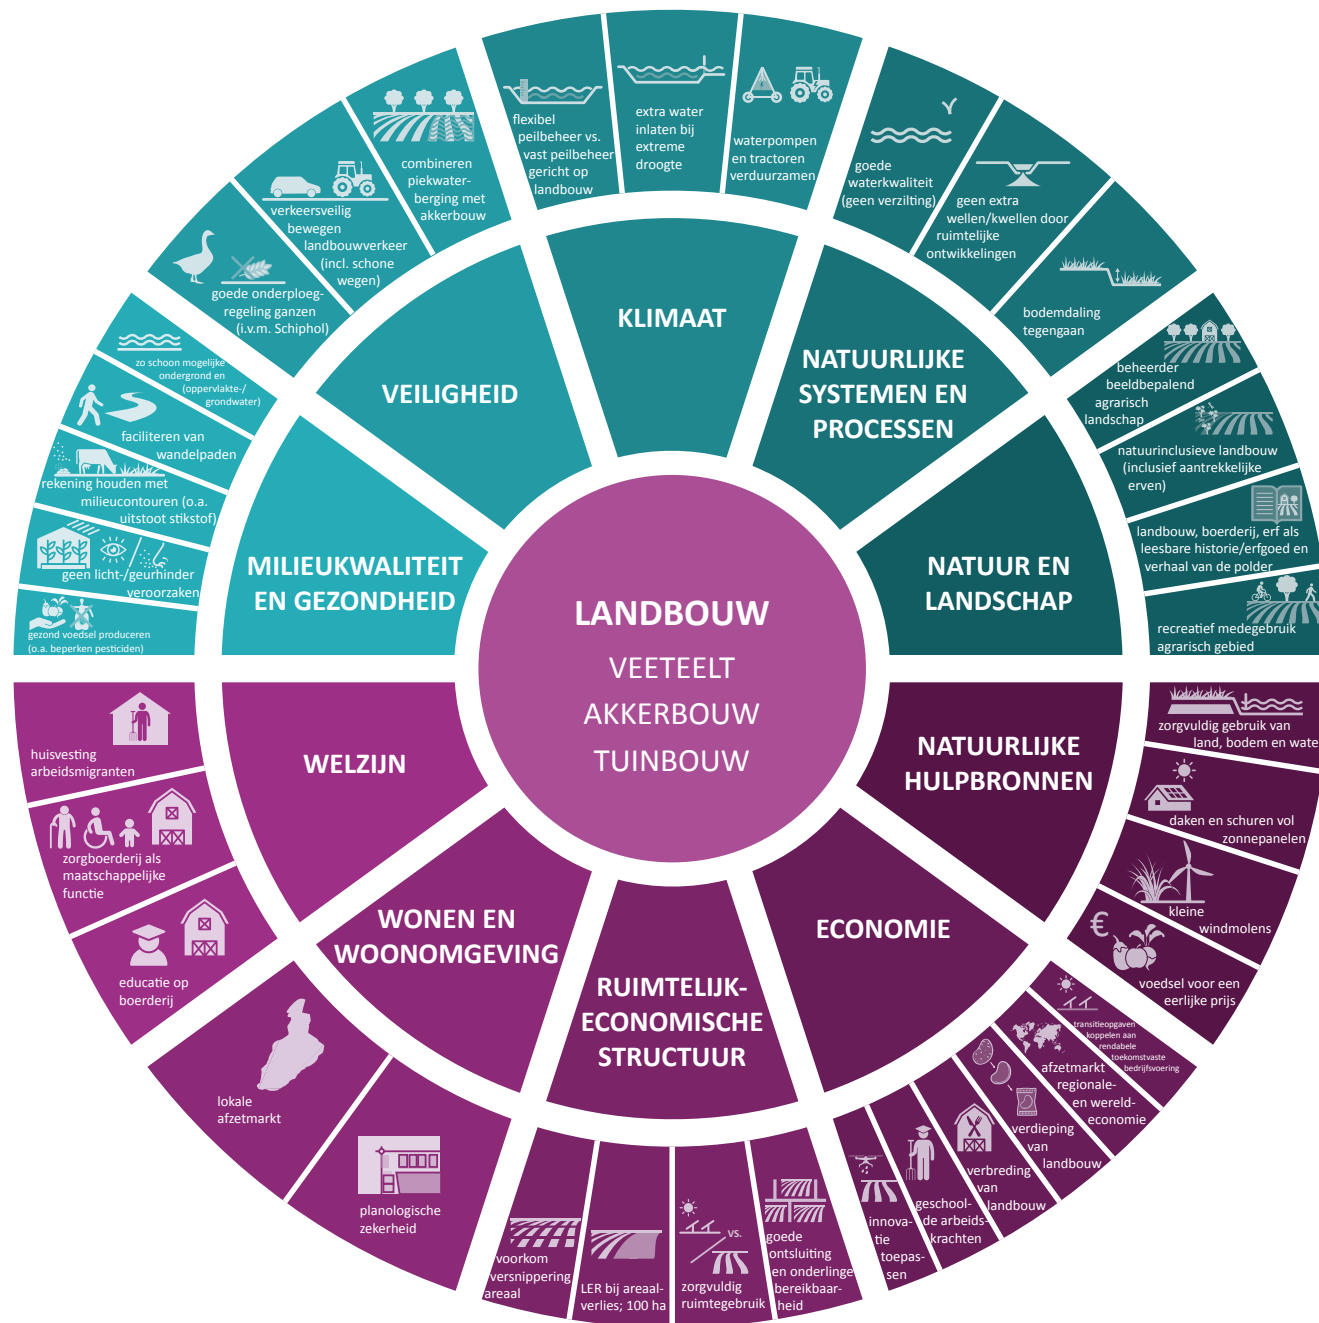 LANDBOUW
VEETEELT
AKKERBOUW
TUINBOUW
KLIMAAT
flexibel
peilbeheer vs.
vast peilbeheer
gericht op
landbouw
extra water
inlaten bij
extreme
droogte
waterpompen
en tractoren
verduurzamen
NATUURLIJKE
SYSTEMEN EN
PROCESSEN
goede
waterkwaliteit
(geen verzilting)
geen extra
wellen/kwellen door
ruimtelijke
ontwikkelingen
bodemdaling
tegengaan
NATUUR EN
LANDSCHAP
beheerder
beeldbepalend
agrarisch
landschap
natuurinclusieve landbouw
(inclusief aantrekkelijke
erven)
landbouw, boerderij, erf als
leesbare historie/erfgoed en
verhaal van de polder
recreatief medegebruik
agrarisch gebied
NATUURLIJKE
HULPBRONNEN
zorgvuldig gebruik van
land, bodem en wate
daken en schuren vol
zonnepanelen
kleine
windmolens
€
voedsel voor een
eerlijke prijs
ECONOMIE
transitieopgaven
koppelen aan
rendabele
toekomstvaste
bedrijfsvoering
afzetmarkt
regionale-
en wereld-
economie
verdieping
van
landbouw
verbreding
van
landbouw
geschool-
de arbeids-
krachten
innova-
tie
toepas-
sen
RUIMTELIJK-
ECONOMISCHE
STRUCTUUR
goede
ontsluiting
en onderlinge
bereikbaar-
heid
vs.
zorgvuldig
ruimtegebruik
LER bij areaal-
verlies; 100 ha
voorkom
versnippering
areaal
WONEN EN
WOONOMGEVING
planologische
zekerheid
lokale
afzetmarkt
WELZIJN
educatie op
boerderij
zorgboerderij als
maatschappelijke
functie
huisvesting
arbeidsmigranten
MILIEUKWALITEIT
EN GEZONDHEID
gezond voedsel produceren
(o.a. beperken pesticiden)
geen licht-/geurhinder
veroorzaken
rekening houden met
milieucontouren (o.a.
uitstoot stikstof)
faciliteren van
wandelpaden
zo schoon mogelijke
ondergrond en
(oppervlakte-/
grondwater)
VEILIGHEID
goede onderploeg-
regeling ganzen
(i.v.m. Schiphol)
verkeersveilig
bewegen
landbouwverkeer
(incl. schone
wegen)
combineren
piekwater-
berging met
akkerbouw